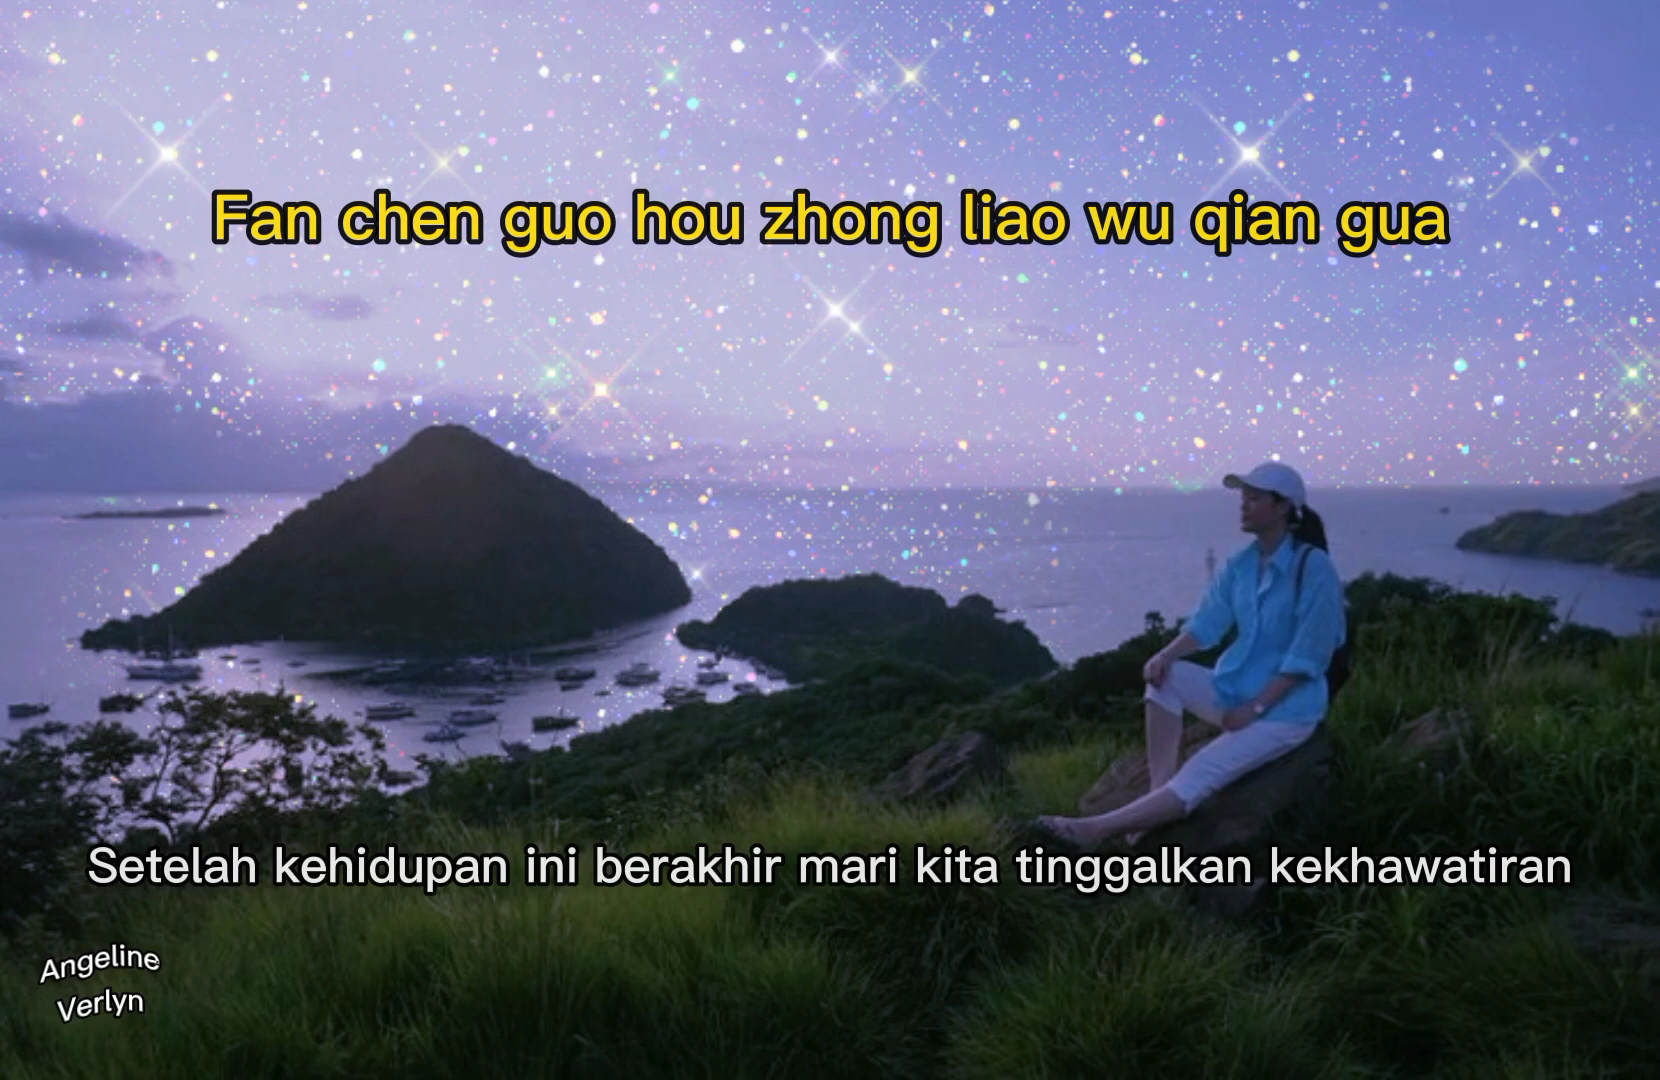 Fan chen guo hou zhong liao wu qian gua
Setelah kehidupan ini berakhir mari kita tinggalkan kekhawatiran
Angeline
Verlyn